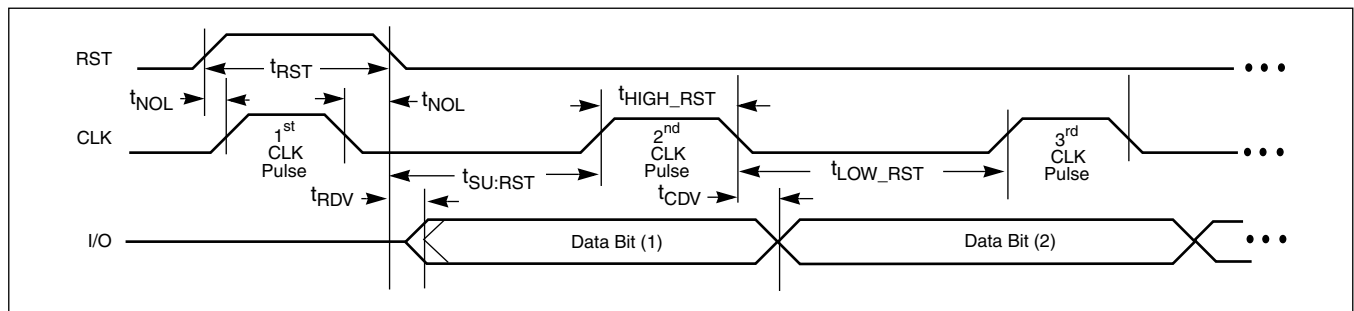 RST
tRST
tNOL
tNOL
tHIGH_RST
CLK
1st
CLK
Pulse
2nd
CLK
Pulse
3rd
CLK
Pulse
tSU:RST
tLOW_RST
tRDV
tCDV
I/O
Data Bit (1)
Data Bit (2)